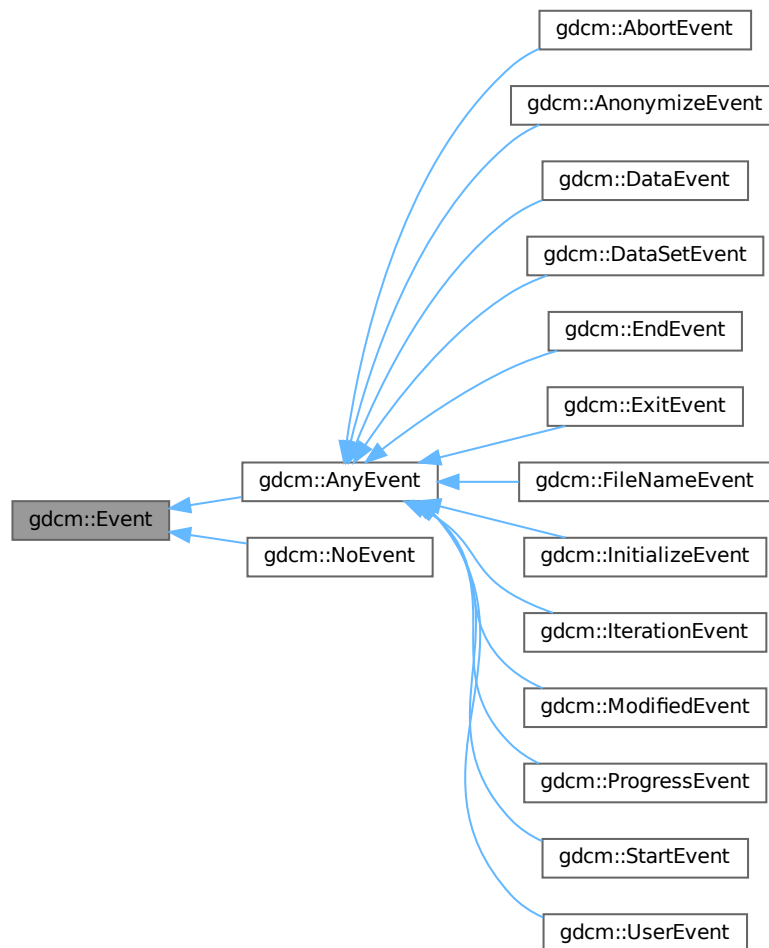 gdcm::AbortEvent
gdcm::AnonymizeEvent
gdcm::DataEvent
gdcm::DataSetEvent
gdcm::EndEvent
gdcm::ExitEvent
gdcm::AnyEvent
gdcm::FileNameEvent
gdcm::Event
gdcm::NoEvent
gdcm::InitializeEvent
gdcm::IterationEvent
gdcm::ModifiedEvent
gdcm::ProgressEvent
gdcm::StartEvent
gdcm::UserEvent